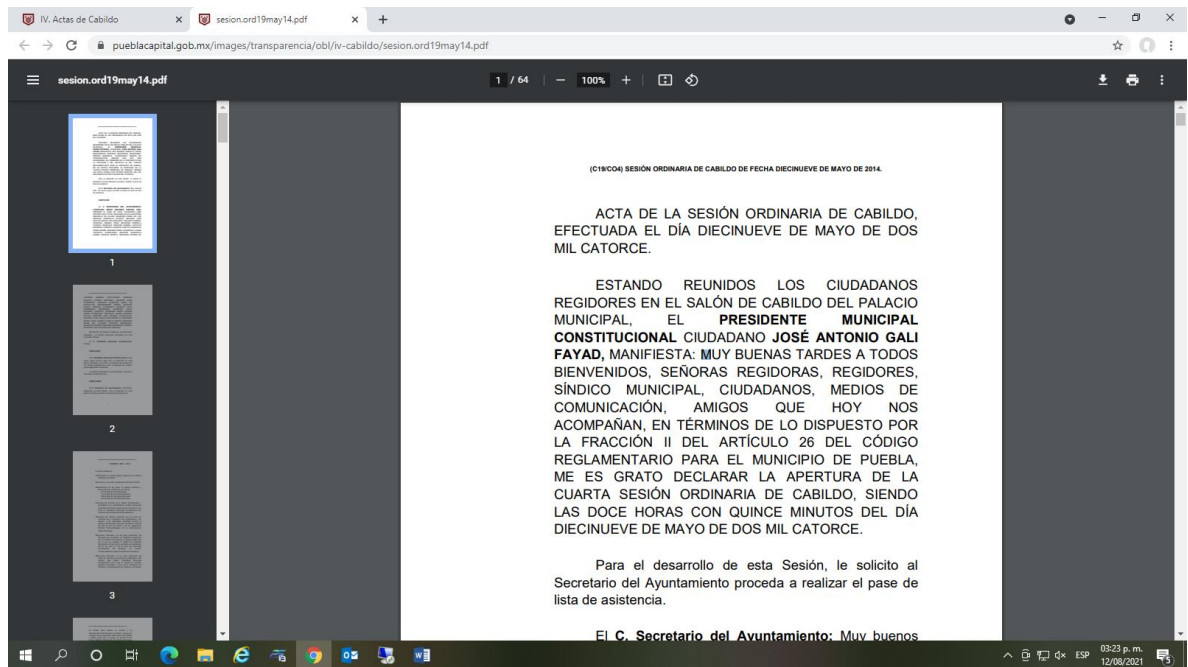 IV. Actas de Cabildo
sesion.ord19may14.pdf
pueblacapital.gob.mx/images/transparencia/obl/iv-cabildo/sesion.ord19may14.pdf
sesion.ord19may14.pdf
1 / 64
100%
1
2
3
(C19/CO4) SESIÓN ORDINARIA DE CABILDO DE FECHA DIECINUEVE DE MAYO DE 2014.
ACTA DE LA SESIÓN ORDINARIA DE CABILDO,
EFECTUADA EL DÍA DIECINUEVE DE MAYO DE DOS
MIL CATORCE.
ESTANDO REUNIDOS LOS CIUDADANOS
REGIDORES EN EL SALÓN DE CABILDO DEL PALACIO
MUNICIPAL, EL PRESIDENTE MUNICIPAL
CONSTITUCIONAL CIUDADANO JOSÉ ANTONIO GALI
FAYAD, MANIFIESTA: MUY BUENAS TARDES A TODOS
BIENVENIDOS, SEÑORAS REGIDORAS, REGIDORES,
SÍNDICO MUNICIPAL, CIUDADANOS, MEDIOS DE
COMUNICACIÓN, AMIGOS QUE HOY NOS
ACOMPAÑAN, EN TÉRMINOS DE LO DISPUESTO POR
LA FRACCIÓN II DEL ARTÍCULO 26 DEL CÓDIGO
REGLAMENTARIO PARA EL MUNICIPIO DE PUEBLA,
ME ES GRATO DECLARAR LA APERTURA DE LA
CUARTA SESIÓN ORDINARIA DE CABILDO, SIENDO
LAS DOCE HORAS CON QUINCE MINUTOS DEL DÍA
DIECINUEVE DE MAYO DE DOS MIL CATORCE.
Para el desarrollo de esta Sesión, le solicito al
Secretario del Ayuntamiento proceda a realizar el pase de
lista de asistencia.
El C. Secretario del Ayuntamiento: Muy buenos
ESP
03:23 p. m.
12/08/2021